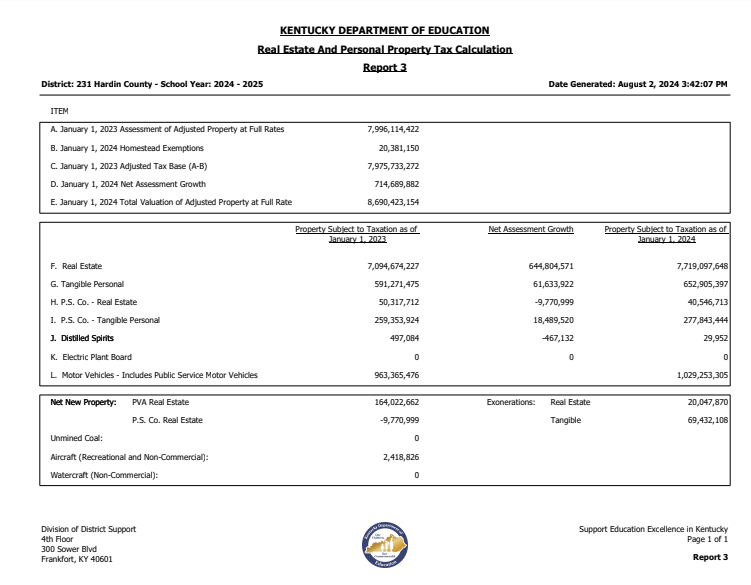 KENTUCKY DEPARTMENT OF EDUCATION
Real Estate And Personal Property Tax Calculation
Report 3
District: 231 Hardin County - School Year: 2024 - 2025 Date Generated: August 2, 2024 3:42:07 PM
ITEM
A. January 1, 2023 Assessment of Adjusted Property at Full Rates 7,996,114,422
B. January 1, 2024 Homestead Exemptions 20,381,150
C. January 1, 2023 Adjusted Tax Base (A-B) 7,975,733,272
D. January 1, 2024 Net Assessment Growth 714,689,882
E. January 1, 2024 Total Valuation of Adjusted Property at Full Rate 8,690,423,154
Property Subject to Taxation as of Net Assessment Growth Property Subject to Taxation as of
January 1, 2023 January 1, 2024
F. Real Estate 7,094,674,227 644,804,571 7,719,097,648
G. Tangible Personal 591,271,475 61,633,922 652,905,397
H. P.S. Co. - Real Estate 50,317,712 -9,770,999 40,546,713
I. P.S. Co. - Tangible Personal 259,353,924 18,489,520 277,843,444
J. Distilled Spirits 497,084 -467,132 29,952
K. Electric Plant Board 0 0 0
L. Motor Vehicles - Includes Public Service Motor Vehicles 963,365,476 1,029,253,305
Net New Property: PVA Real Estate 164,022,662 Exonerations: Real Estate 20,047,870
P.S. Co. Real Estate -9,770,999 Tangible 69,432,108
Unmined Coal: 0
Aircraft (Recreational and Non-Commercial): 2,418,826
Watercraft (Non-Commercial): 0
Division of District Support Support Education Excellence in Kentucky
4th Floor Page 1 of 1
300 Sower Blvd
Frankfort, KY 40601 Report 3
Kentucky Department of
Education